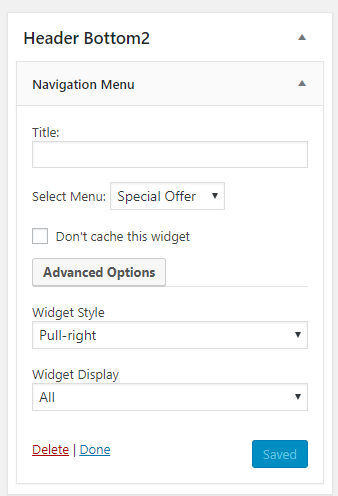 Header Bottom2
Navigation Menu
Title:
Select Menu: Special Offer
Don't cache this widget
Advanced Options
Widget Style
Pull-right
Widget Display
All
Delete | Done Saved